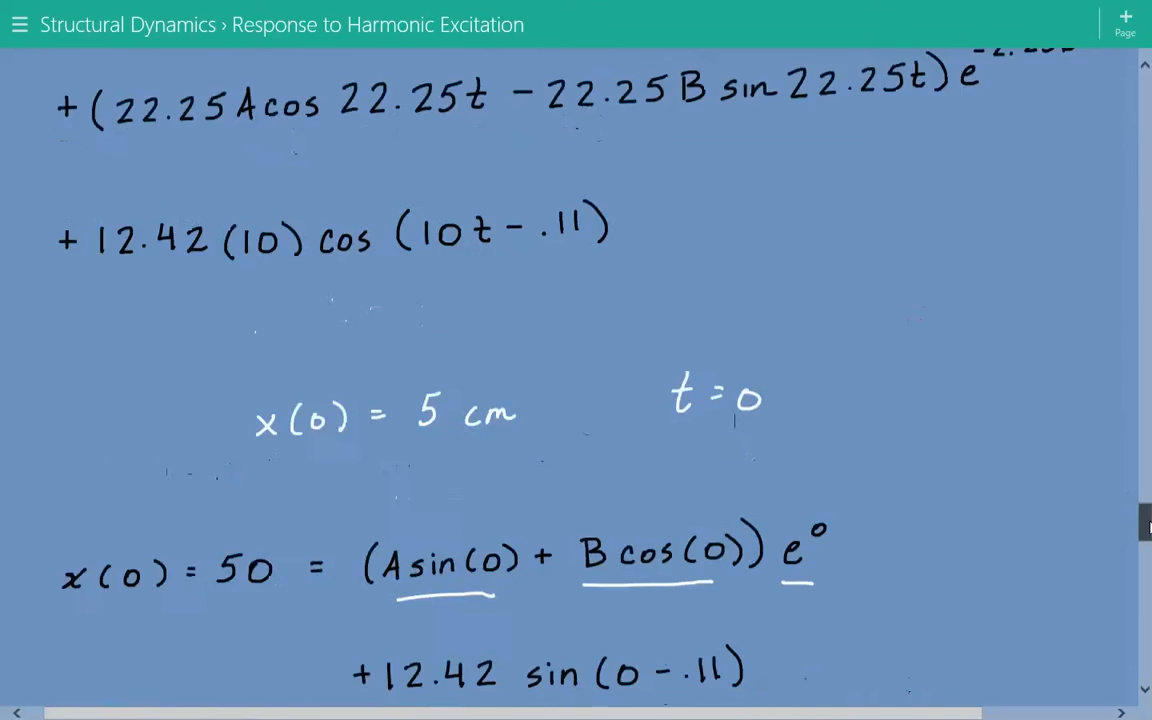 ☰ Structural Dynamics › Response to Harmonic Excitation
+
Page
+ (22.25 A cos 22.25t - 22.25 B sin 22.25t) e
+ 12.42 (10) cos (10t - .11)
x(0) = 5 cm t = 0
x(0) = 50 = (A sin(0) + B cos(0)) e⁰
+12.42 sin (0 - .11)